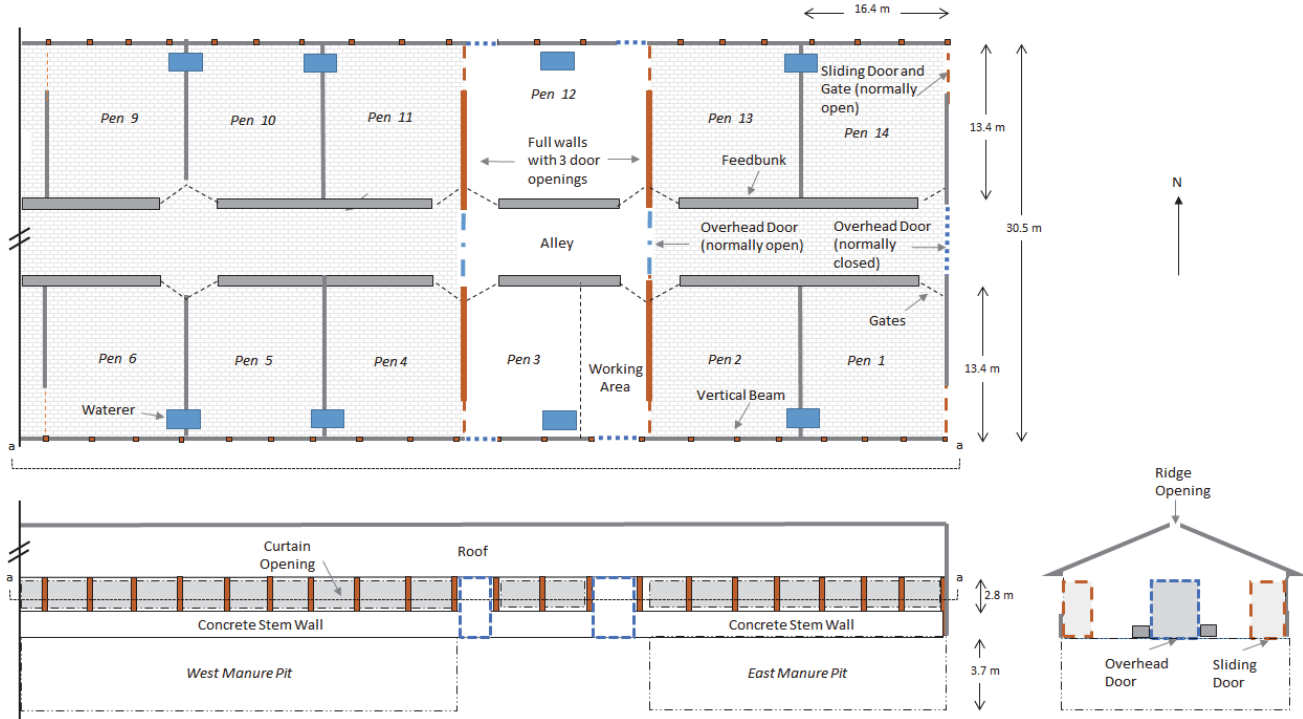 16.4 m
Sliding Door and
Gate (normally
open)
Pen 9
Pen 10
Pen 11
Pen 12
Pen 13
Pen 14
13.4 m
Full walls
with 3 door
openings
Feedbunk
N
Alley
Overhead Door
(normally open)
Overhead
Door
(normally
closed)
30.5 m
Gates
Pen 6
Pen 5
Pen 4
Pen 3
Working
Area
Pen 2
Pen 1
13.4 m
Waterer
Vertical Beam
a
a
Ridge
Opening
Curtain
Opening
Roof
a
a
2.8 m
Concrete Stem Wall
Concrete Stem Wall
West Manure Pit
East Manure Pit
3.7 m
Overhead
Door
Sliding
Door